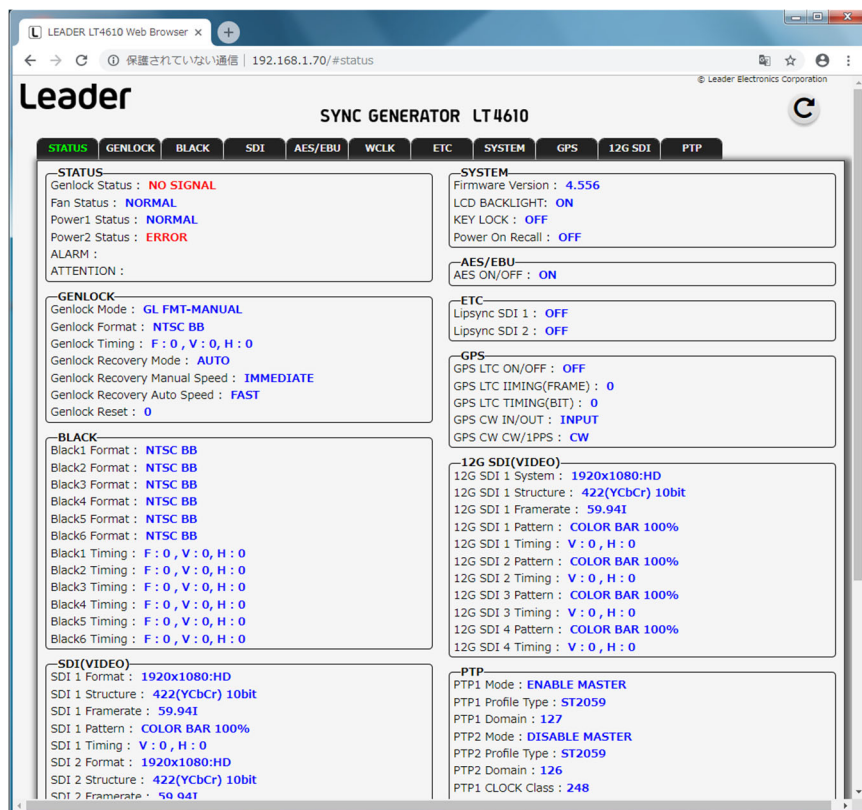 LEADER LT4610 Web Browser
保護されていない通信 | 192.168.1.70/#status
© Leader Electronics Corporation
Leader
SYNC GENERATOR LT4610
STATUS GENLOCK BLACK SDI AES/EBU WCLK ETC SYSTEM GPS 12G SDI PTP
STATUS
Genlock Status : NO SIGNAL
Fan Status : NORMAL
Power1 Status : NORMAL
Power2 Status : ERROR
ALARM :
ATTENTION :
GENLOCK
Genlock Mode : GL FMT-MANUAL
Genlock Format : NTSC BB
Genlock Timing : F : 0 , V : 0, H : 0
Genlock Recovery Mode : AUTO
Genlock Recovery Manual Speed : IMMEDIATE
Genlock Recovery Auto Speed : FAST
Genlock Reset : 0
BLACK
Black1 Format : NTSC BB
Black2 Format : NTSC BB
Black3 Format : NTSC BB
Black4 Format : NTSC BB
Black5 Format : NTSC BB
Black6 Format : NTSC BB
Black1 Timing : F : 0 , V : 0, H : 0
Black2 Timing : F : 0 , V : 0, H : 0
Black3 Timing : F : 0 , V : 0, H : 0
Black4 Timing : F : 0 , V : 0, H : 0
Black5 Timing : F : 0 , V : 0, H : 0
Black6 Timing : F : 0 , V : 0, H : 0
SDI(VIDEO)
SDI 1 Format : 1920x1080:HD
SDI 1 Structure : 422(YCbCr) 10bit
SDI 1 Framerate : 59.94I
SDI 1 Pattern : COLOR BAR 100%
SDI 1 Timing : V : 0 , H : 0
SDI 2 Format : 1920x1080:HD
SDI 2 Structure : 422(YCbCr) 10bit
SDI 2 Framerate : 59.94I
SYSTEM
Firmware Version : 4.556
LCD BACKLIGHT: ON
KEY LOCK : OFF
Power On Recall : OFF
AES/EBU
AES ON/OFF : ON
ETC
Lipsync SDI 1 : OFF
Lipsync SDI 2 : OFF
GPS
GPS LTC ON/OFF : OFF
GPS LTC IIMING(FRAME) : 0
GPS LTC TIMING(BIT) : 0
GPS CW IN/OUT : INPUT
GPS CW CW/1PPS : CW
12G SDI(VIDEO)
12G SDI 1 System : 1920x1080:HD
12G SDI 1 Structure : 422(YCbCr) 10bit
12G SDI 1 Framerate : 59.94I
12G SDI 1 Pattern : COLOR BAR 100%
12G SDI 1 Timing : V : 0 , H : 0
12G SDI 2 Pattern : COLOR BAR 100%
12G SDI 2 Timing : V : 0 , H : 0
12G SDI 3 Pattern : COLOR BAR 100%
12G SDI 3 Timing : V : 0 , H : 0
12G SDI 4 Pattern : COLOR BAR 100%
12G SDI 4 Timing : V : 0 , H : 0
PTP
PTP1 Mode : ENABLE MASTER
PTP1 Profile Type : ST2059
PTP1 Domain : 127
PTP2 Mode : DISABLE MASTER
PTP2 Profile Type : ST2059
PTP2 Domain : 126
PTP1 CLOCK Class : 248